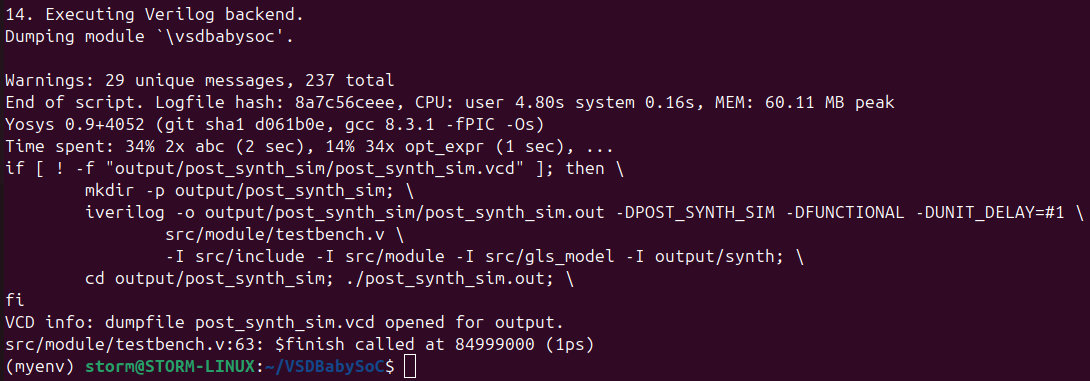 14. Executing Verilog backend.
Dumping module `\vsdbabysoc'.

Warnings: 29 unique messages, 237 total
End of script. Logfile hash: 8a7c56ceee, CPU: user 4.80s system 0.16s, MEM: 60.11 MB peak
Yosys 0.9+4052 (git sha1 d061b0e, gcc 8.3.1 -fPIC -Os)
Time spent: 34% 2x abc (2 sec), 14% 34x opt_expr (1 sec), ...
if [ ! -f "output/post_synth_sim/post_synth_sim.vcd" ]; then \
        mkdir -p output/post_synth_sim; \
        iverilog -o output/post_synth_sim/post_synth_sim.out -DPOST_SYNTH_SIM -DFUNCTIONAL -DUNIT_DELAY=#1 \
                src/module/testbench.v \
                -I src/include -I src/module -I src/gls_model -I output/synth; \
        cd output/post_synth_sim; ./post_synth_sim.out; \
fi
VCD info: dumpfile post_synth_sim.vcd opened for output.
src/module/testbench.v:63: $finish called at 84999000 (1ps)
(myenv) storm@STORM-LINUX:~/VSDBabySoC$